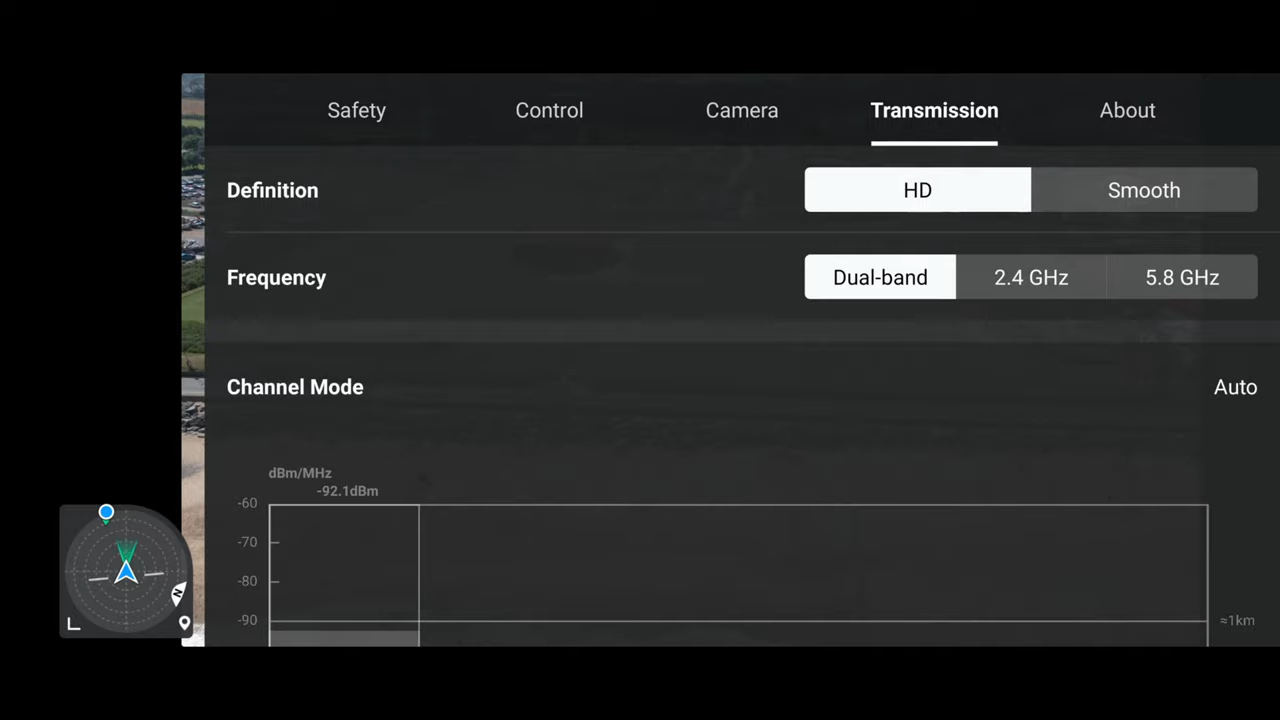 Safety Control Camera Transmission About
Definition HD Smooth
Frequency Dual-band 2.4 GHz 5.8 GHz
Channel Mode Auto
dBm/MHz
-92.1dBm
-60
-70
-80
-90 ≈1km
N